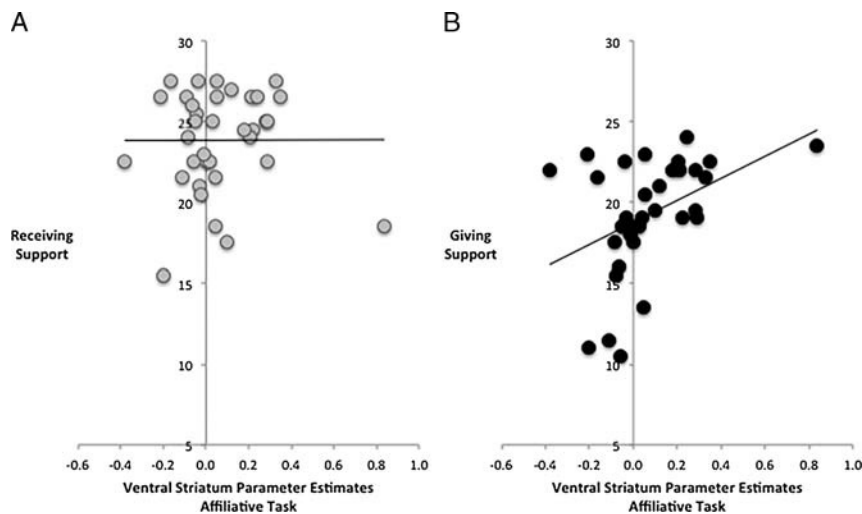 A
30
25
20
15
10
5
Receiving
Support
-0.6 -0.4 -0.2 0.0 0.2 0.4 0.6 0.8 1.0
Ventral Striatum Parameter Estimates
Affiliative Task
B
30
25
20
15
10
5
Giving
Support
-0.6 -0.4 -0.2 0.0 0.2 0.4 0.6 0.8 1.0
Ventral Striatum Parameter Estimates
Affiliative Task